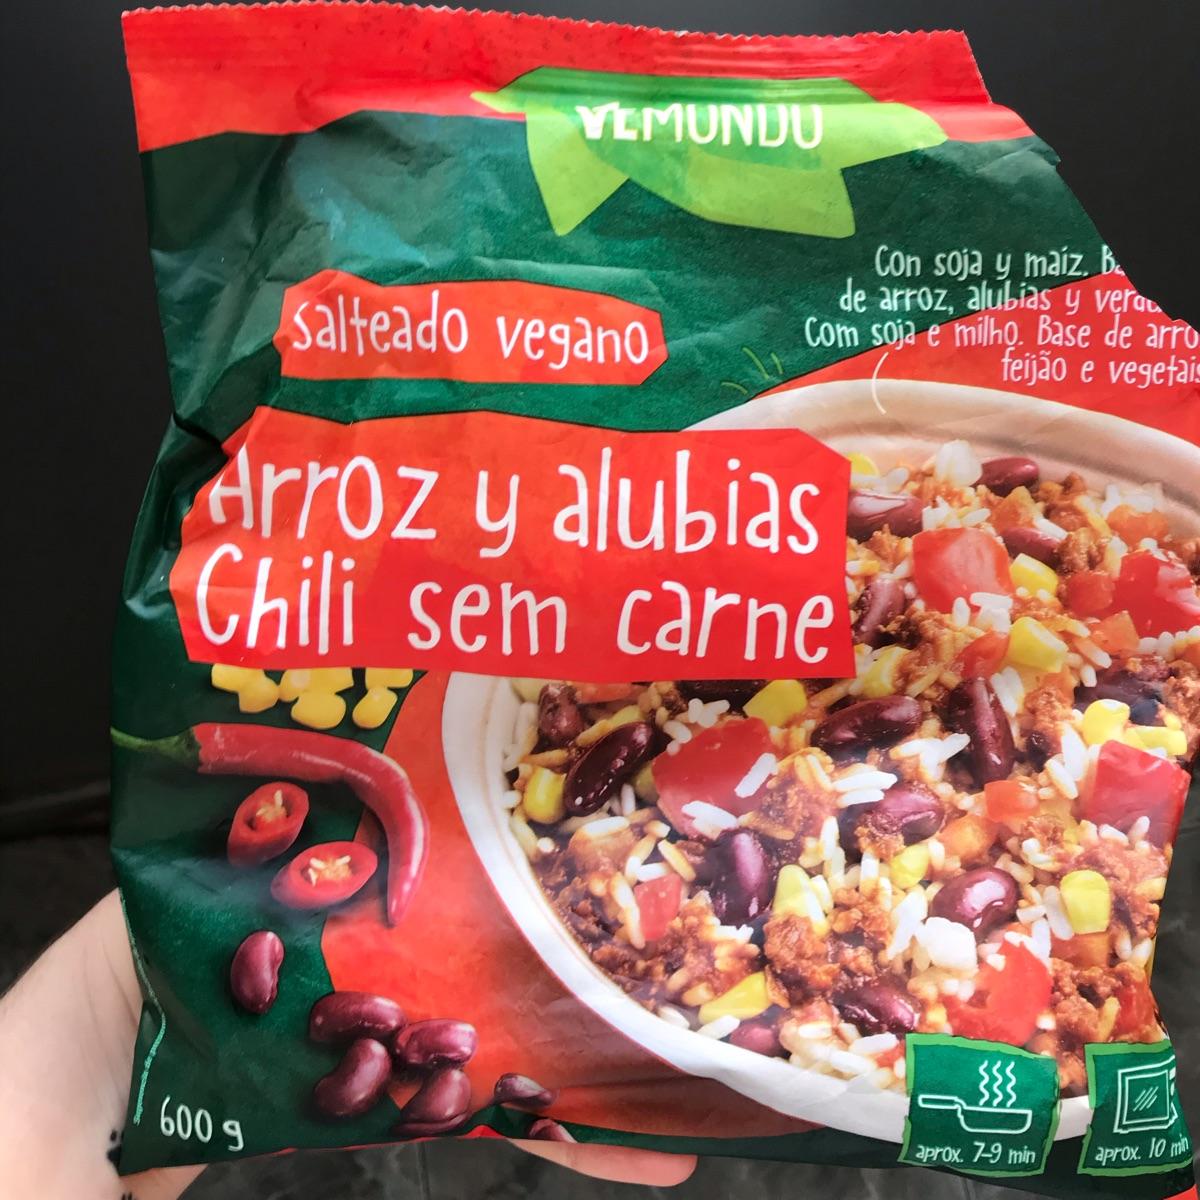 VEMONDO
Con soja y maíz.
de arroz, alubias y
Com soja e milho. Base de
feijão e vegetais
salteado vegano
Arroz y alubias
Chili sem carne
600 g
aprox. 7-9 min
aprox. 10 min